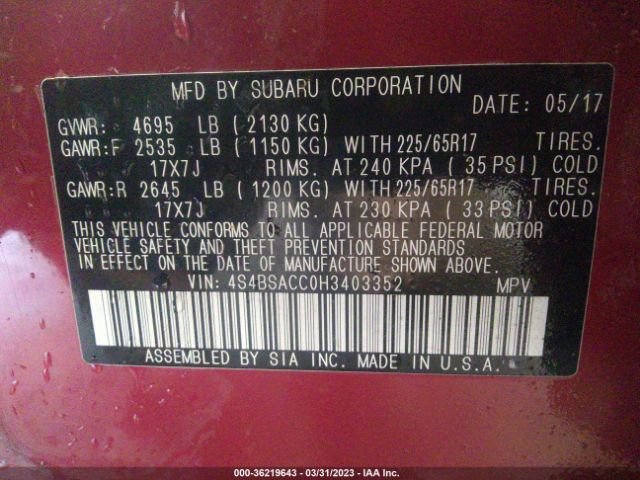 MFD BY SUBARU CORPORATION
DATE: 05/17
GVWR: 4695 LB (2130 KG)
GAWR:F 2535 LB (1150 KG) WITH 225/65R17 TIRES.
17X7J RIMS. AT 240 KPA (35 PSI) COLD
GAWR:R 2645 LB (1200 KG) WITH 225/65R17 TIRES.
17X7J RIMS. AT 230 KPA (33 PSI) COLD
THIS VEHICLE CONFORMS TO ALL APPLICABLE FEDERAL MOTOR
VEHICLE SAFETY AND THEFT PREVENTION STANDARDS
IN EFFECT ON THE DATE OF MANUFACTURE SHOWN ABOVE.
VIN: 4S4BSACC0H3403352 MPV
ASSEMBLED BY SIA INC. MADE IN U.S.A.
000-36219643 - 03/31/2023 - IAA Inc.